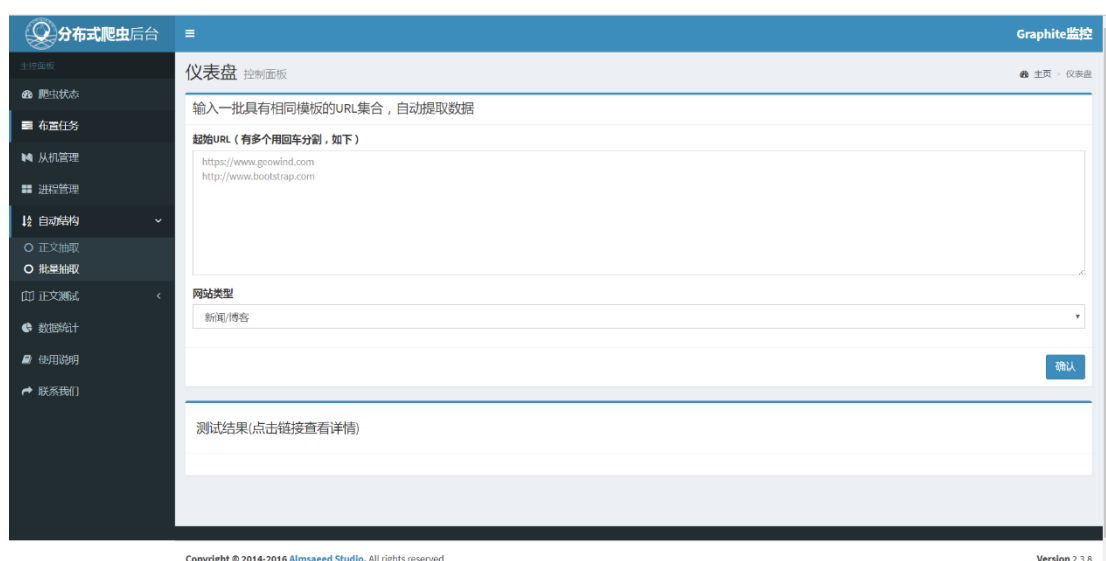 分布式爬虫后台
Graphite监控
主控面板
爬虫状态
布置任务
从机管理
进程管理
自动结构
正文抽取
批量抽取
正文测试
数据统计
使用说明
联系我们
仪表盘 控制面板
主页 > 仪表盘
输入一批具有相同模板的URL集合，自动提取数据
起始URL（有多个用回车分割，如下）
https://www.geowind.com
http://www.bootstrap.com
网站类型
新闻/博客
确认
测试结果(点击链接查看详情)
Copyright © 2014-2016 Almsaeed Studio. All rights reserved
Version 2.3.8